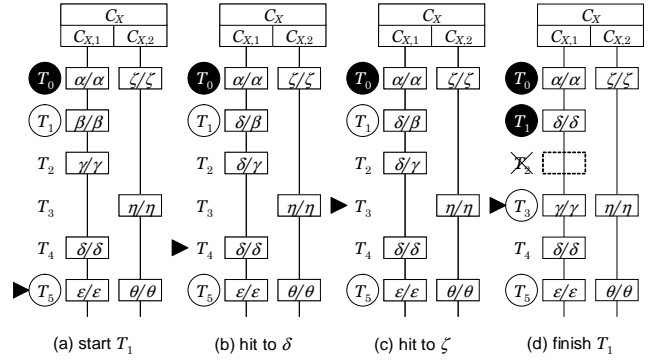 C_X C_X C_X C_X
C_{X,1} C_{X,2} C_{X,1} C_{X,2} C_{X,1} C_{X,2} C_{X,1} C_{X,2}
T_0 α/α ζ/ζ T_0 α/α ζ/ζ T_0 α/α ζ/ζ T_0 α/α ζ/ζ
T_1 β/β T_1 δ/β T_1 δ/β T_1 δ/δ
T_2 γ/γ T_2 δ/γ T_2 δ/γ T_2
T_3 η/η T_3 η/η T_3 η/η T_3 γ/γ η/η
T_4 δ/δ T_4 δ/δ T_4 δ/δ T_4 δ/δ
T_5 ε/ε θ/θ T_5 ε/ε θ/θ T_5 ε/ε θ/θ T_5 ε/ε θ/θ
(a) start T_1 (b) hit to δ (c) hit to ζ (d) finish T_1